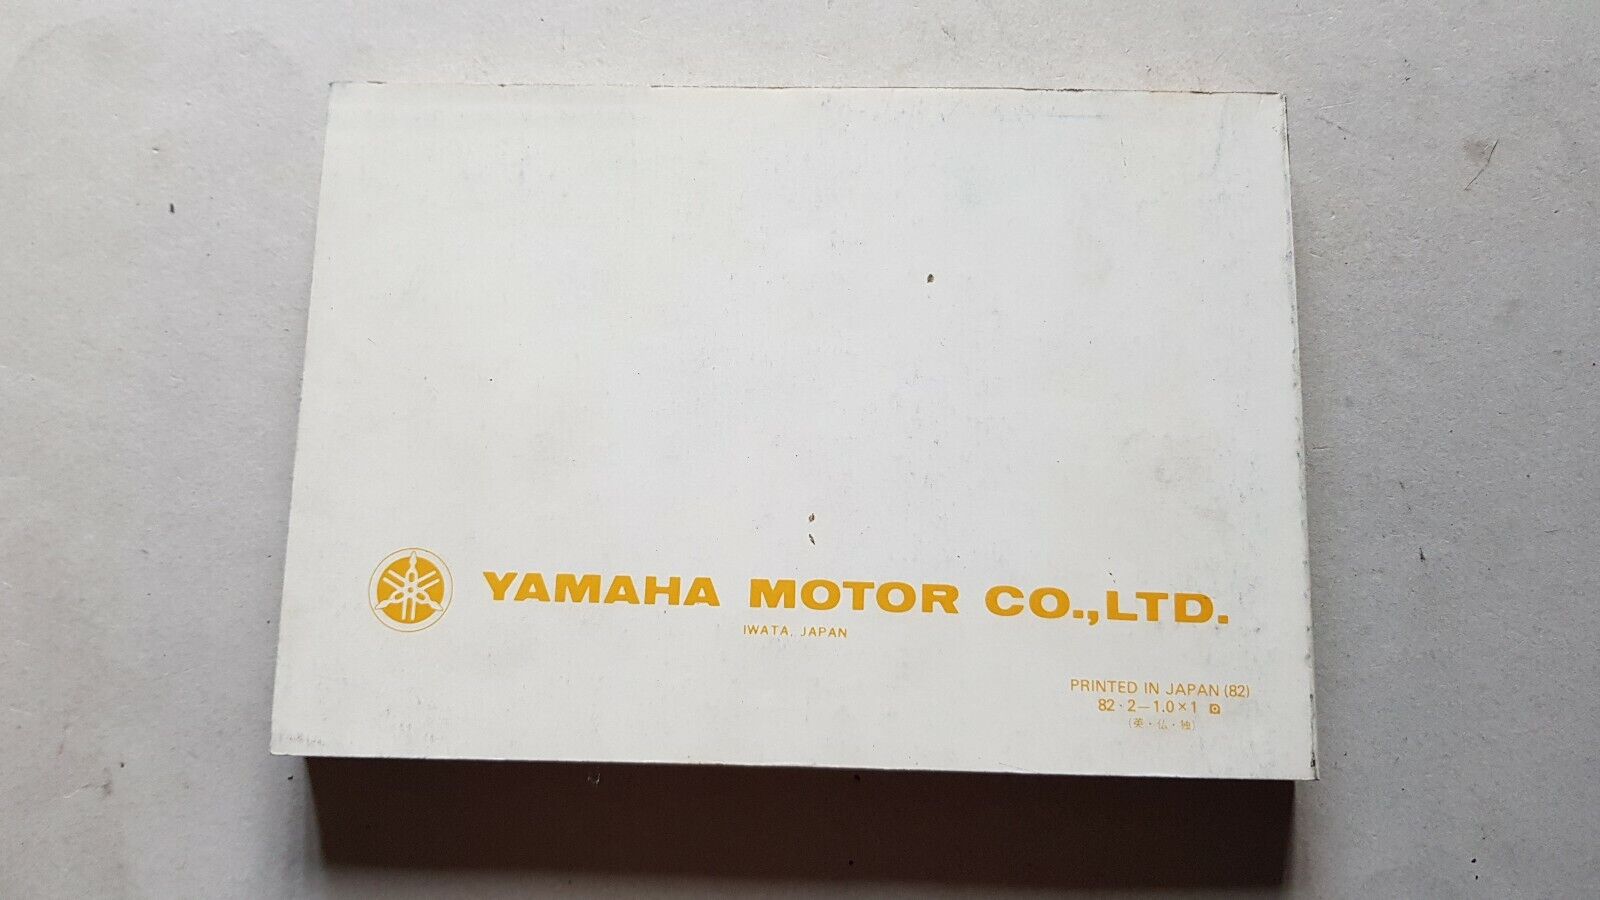 YAMAHA MOTOR CO.,LTD.
IWATA, JAPAN
PRINTED IN JAPAN (82)
82・2－1.0×1
(英・仏・独)